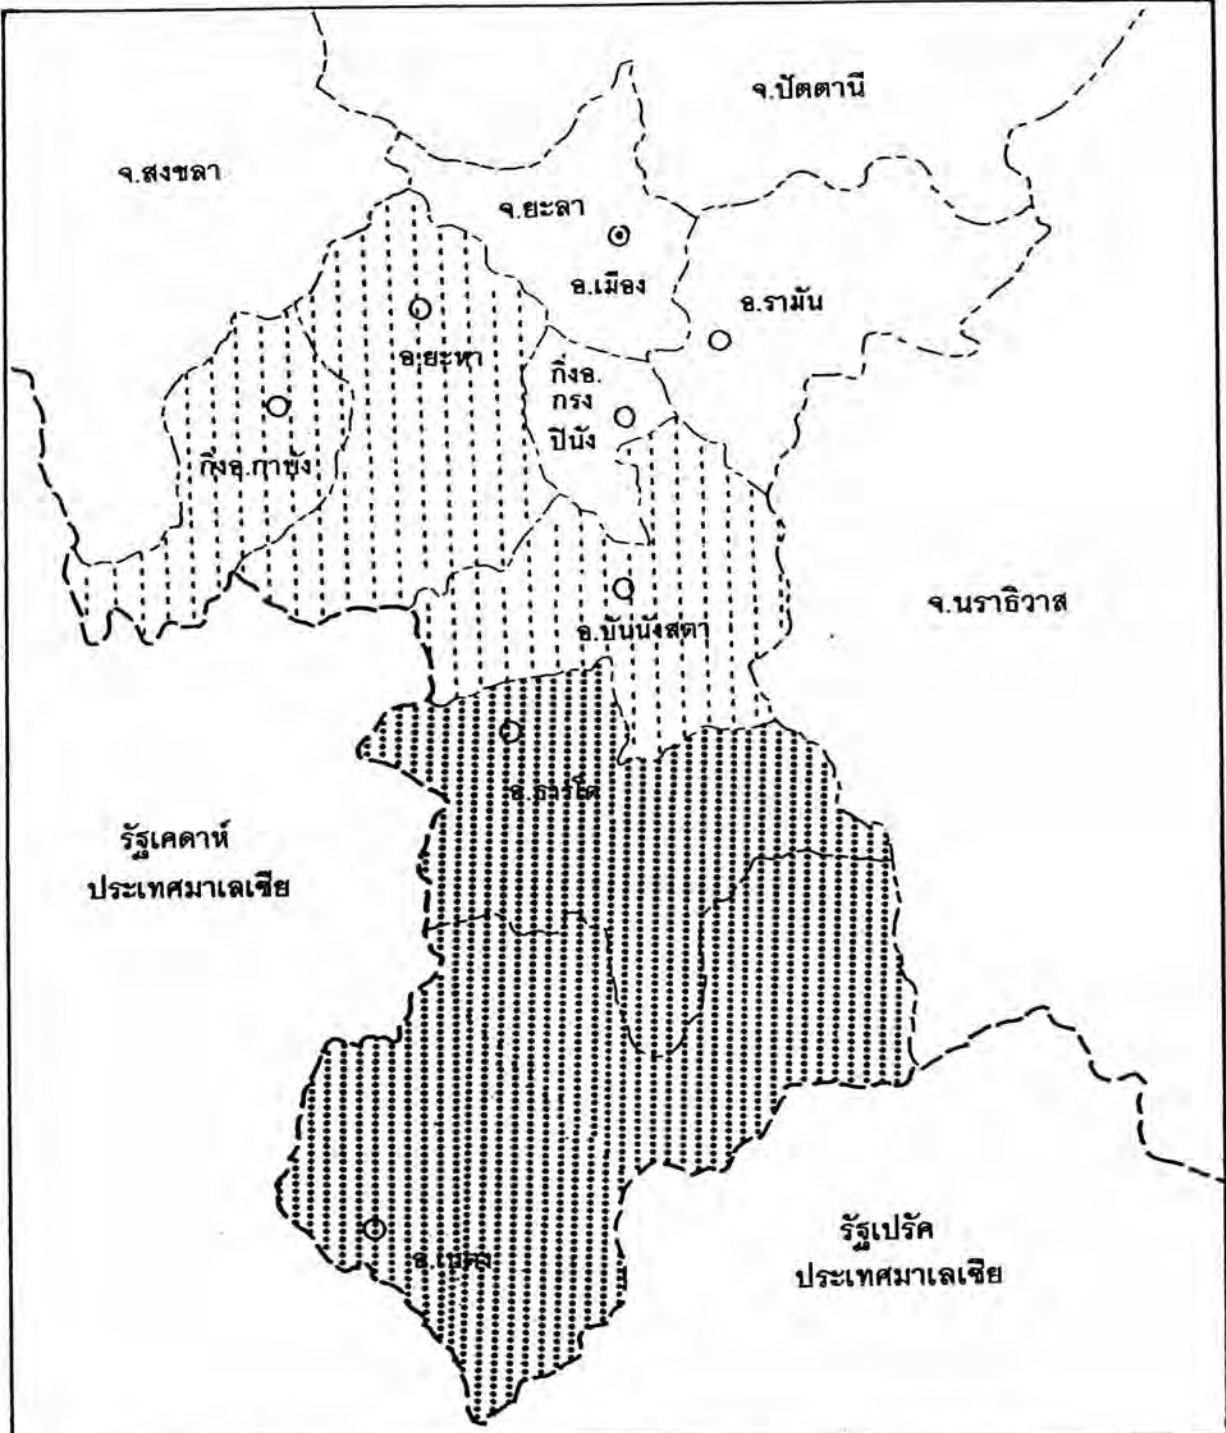 จ.ปัตตานี
จ.สงขลา
จ.ยะลา
อ.เมือง
อ.รามัน
อ.ยะหา
กิ่งอ.
กรง
ปินัง
กิ่งอ.กาบัง
จ.นราธิวาส
อ.บันนังสตา
อ.ธารโต
รัฐเคดาห์
ประเทศมาเลเซีย
รัฐเปรัค
ประเทศมาเลเซีย
อ.เบตง